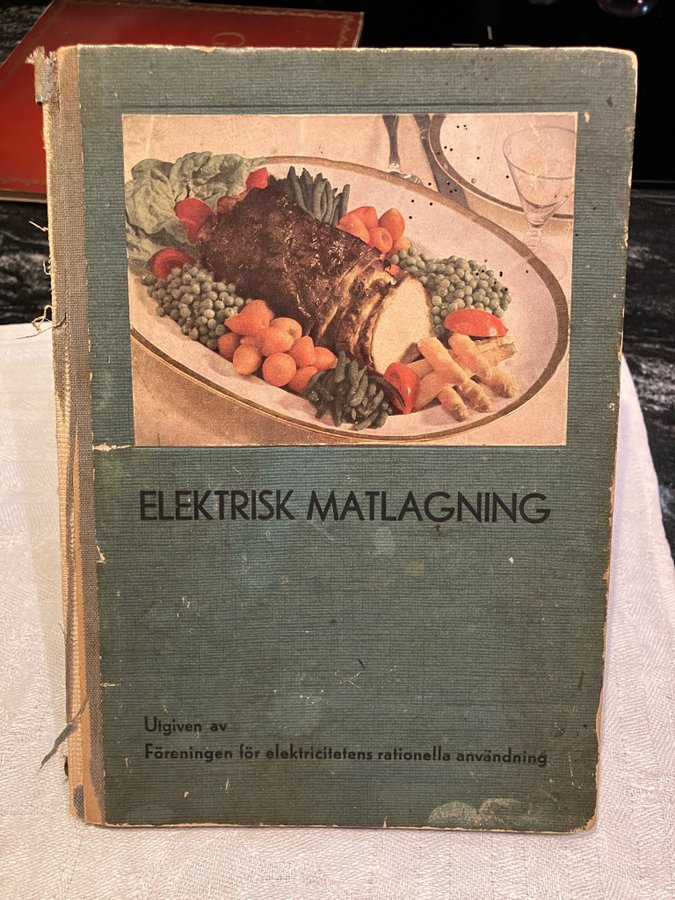 ELEKTRISK MATLAGNING
Utgiven av
Föreningen för elektricitetens rationella användning